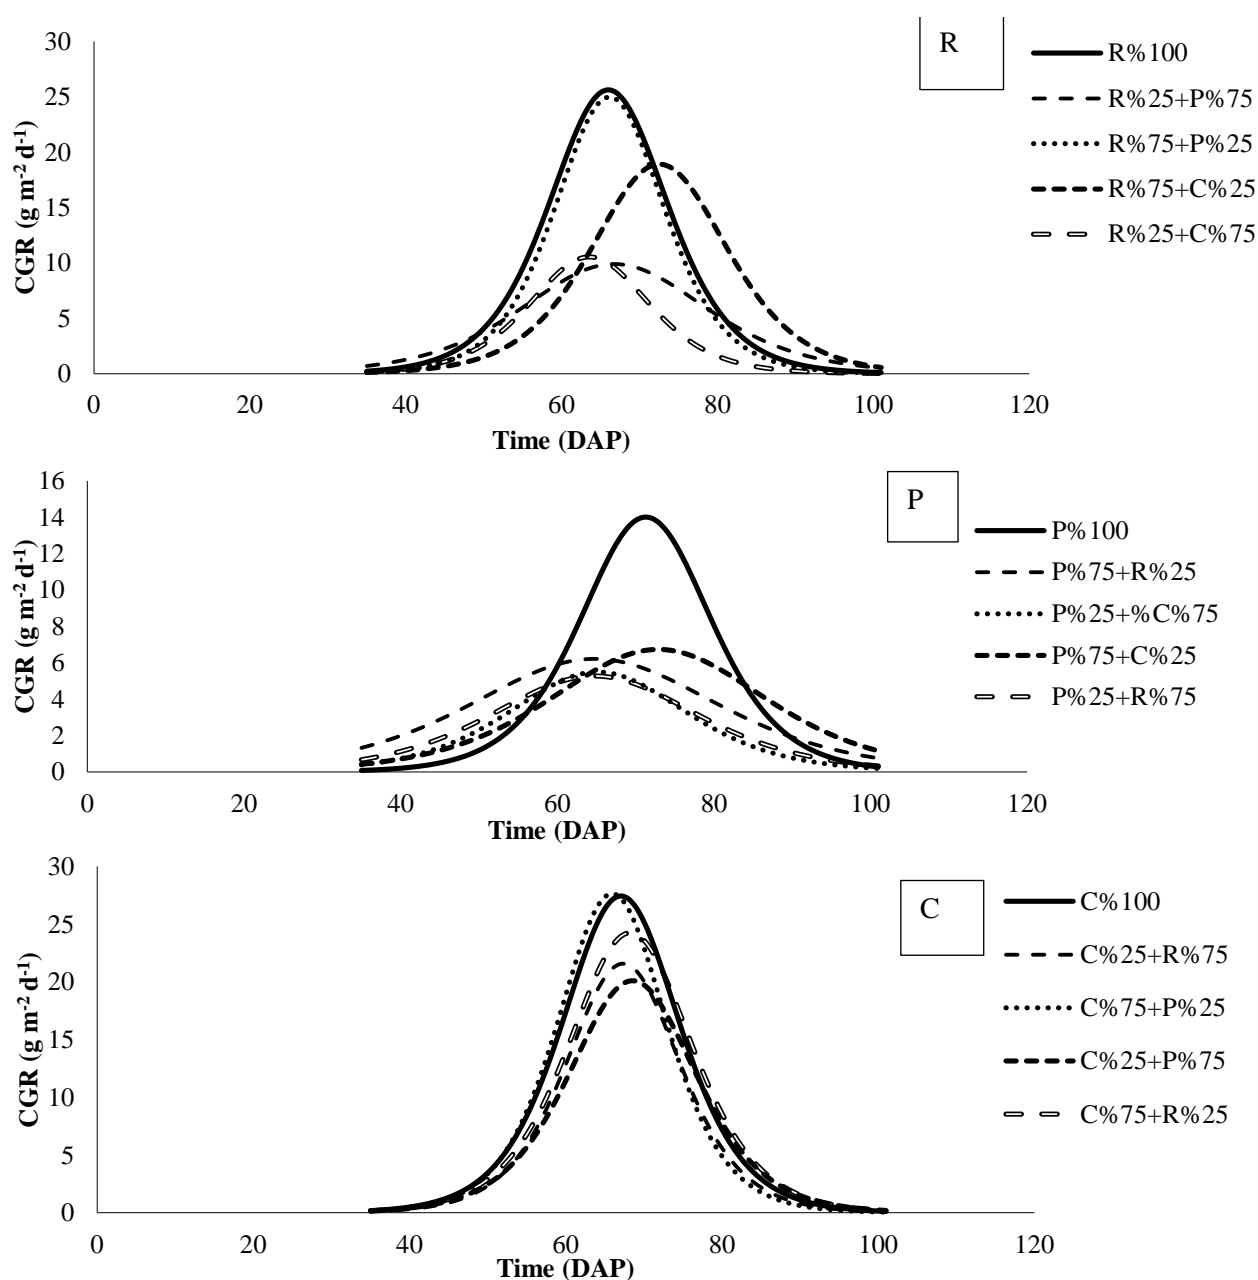 R
R%100
R%25+P%75
R%75+P%25
R%75+C%25
R%25+C%75
CGR (g m-2 d-1)
30
25
20
15
10
5
0
0 20 40 60 80 100 120
Time (DAP)
P
P%100
P%75+R%25
P%25+%C%75
P%75+C%25
P%25+R%75
CGR (g m-2 d-1)
16
14
12
10
8
6
4
2
0
0 20 40 60 80 100 120
Time (DAP)
C
C%100
C%25+R%75
C%75+P%25
C%25+P%75
C%75+R%25
CGR (g m-2 d-1)
30
25
20
15
10
5
0
0 20 40 60 80 100 120
Time (DAP)